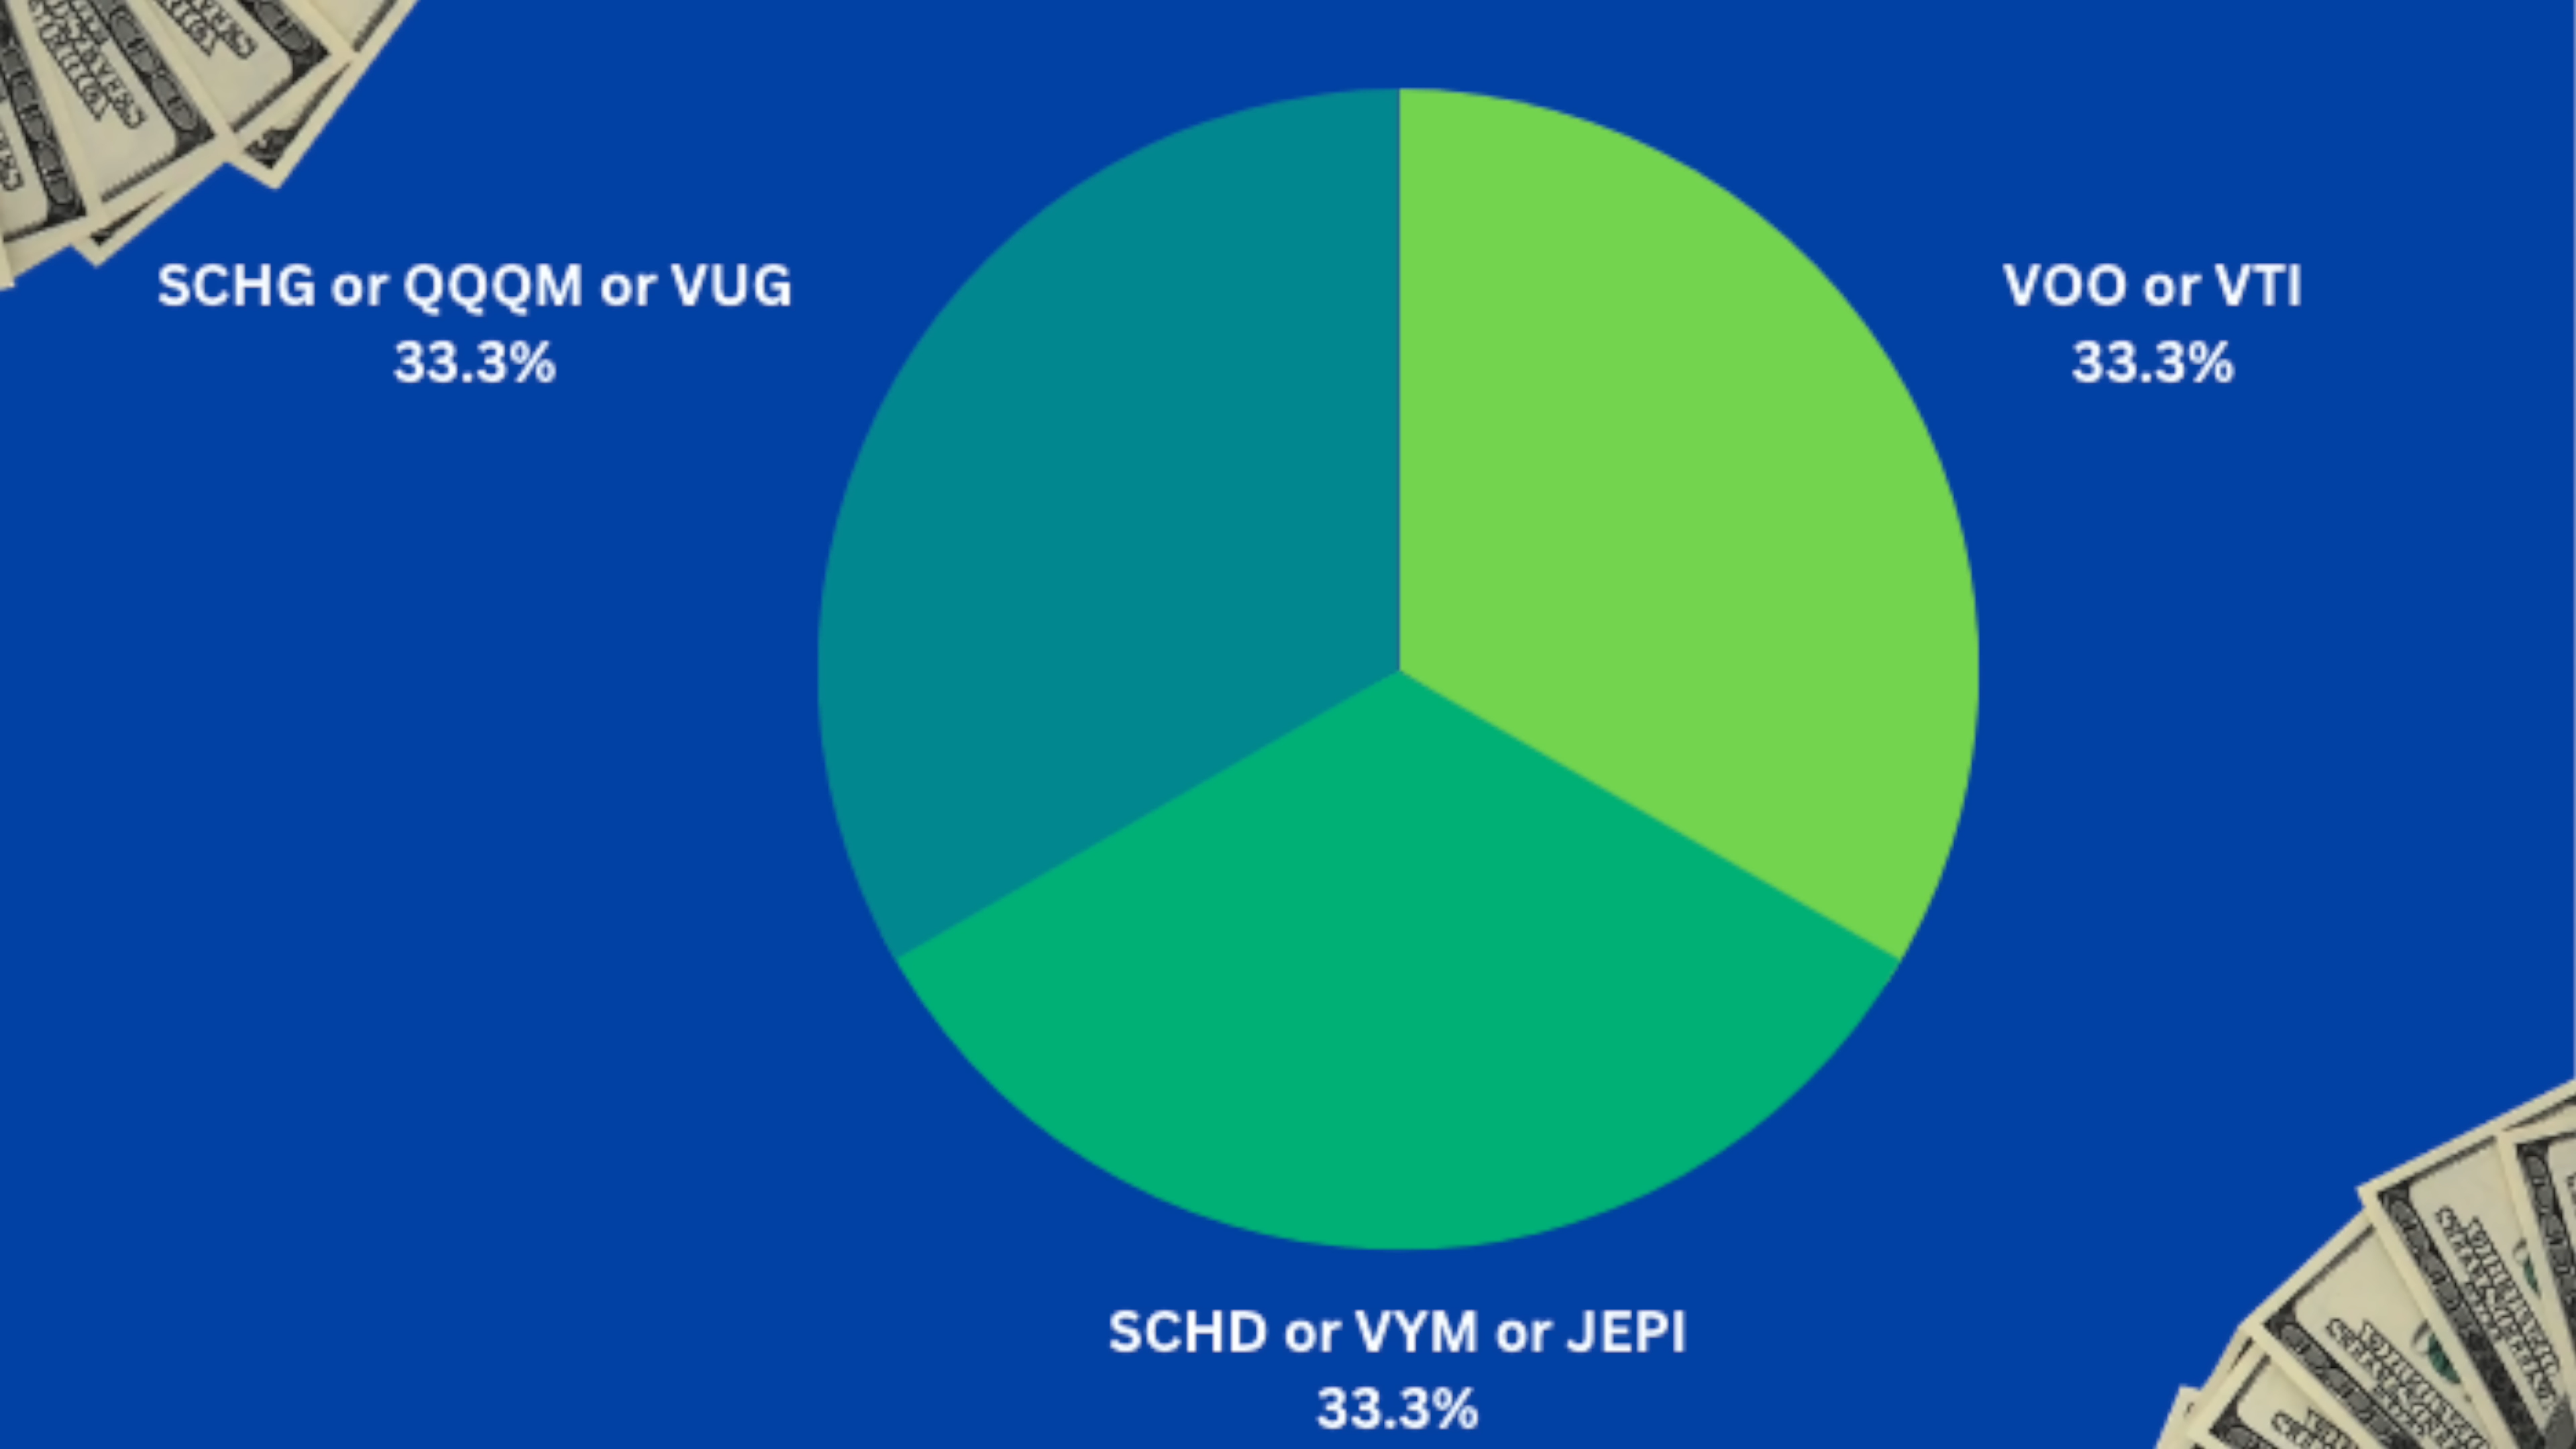 SCHG or QQQM or VUG
33.3%
VOO or VTI
33.3%
SCHD or VYM or JEPI
33.3%